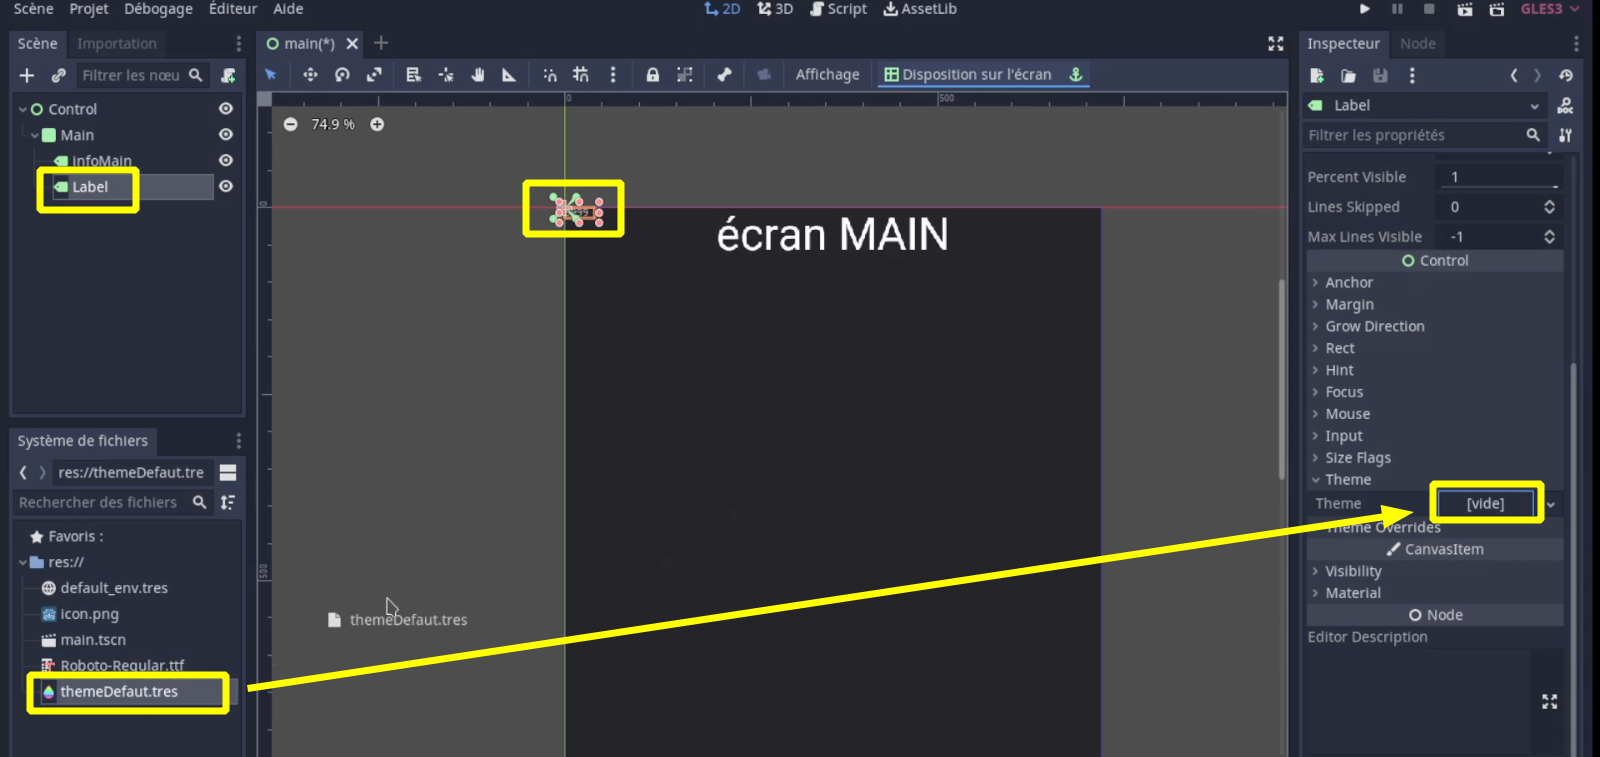 Scène Projet Débogage Éditeur Aide
2D 3D Script AssetLib
GLES3
Scène Importation
main(*)
Inspecteur Node
Filtrer les nœu
Affichage Disposition sur l'écran
Control
Main
infoMain
Label
0 500
74.9 %
0
500
écran MAIN
themeDefaut.tres
Système de fichiers
res://themeDefaut.tre
Rechercher des fichiers
Favoris :
res://
default_env.tres
icon.png
main.tscn
Roboto-Regular.ttf
themeDefaut.tres
Label
DOC
Filtrer les propriétés
Percent Visible 1
Lines Skipped 0
Max Lines Visible -1
Control
Anchor
Margin
Grow Direction
Rect
Hint
Focus
Mouse
Input
Size Flags
Theme
Theme [vide]
Theme Overrides
CanvasItem
Visibility
Material
Node
Editor Description